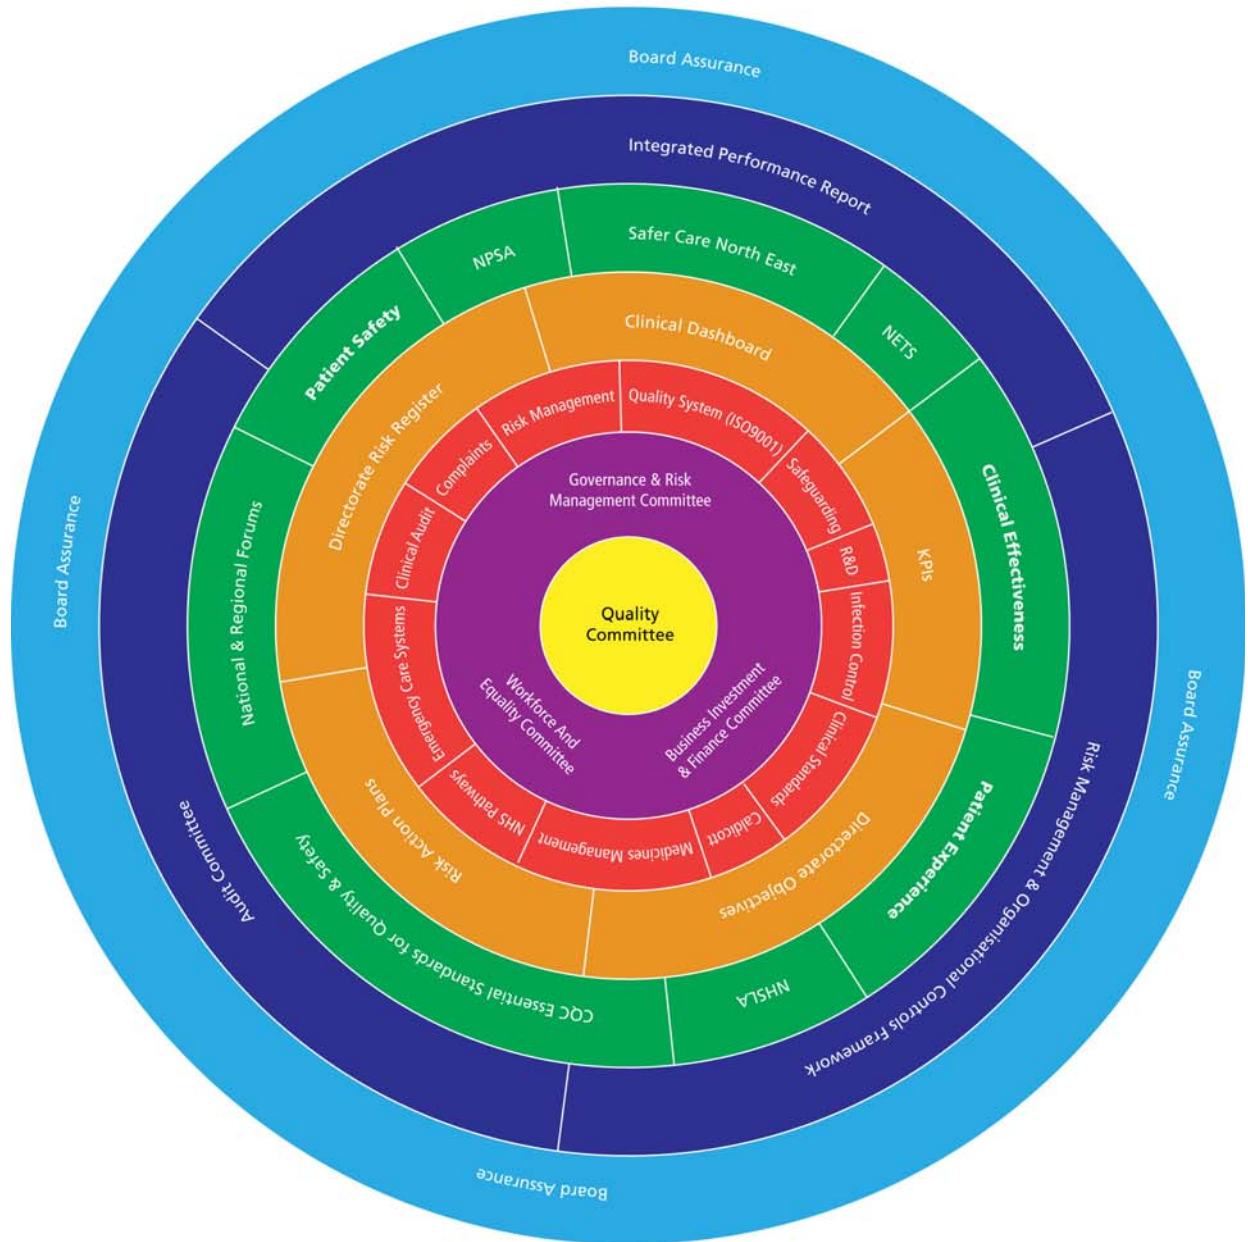 Board Assurance
Integrated Performance Report
Safer Care North East
NPSA
NETS
Patient Safety
Clinical Dashboard
Directorate Risk Register
Quality System (ISO9001)
Risk Management
Complaints
Safeguarding
Clinical Effectiveness
Governance & Risk
Management Committee
Clinical Audit
R&D
KPIs
National & Regional Forums
Board Assurance
Quality
Committee
Infection Control
Emergency Care Systems
Workforce And
Equality Committee
Business Investment
& Finance Committee
Clinical Standards
Board Assurance
NHS Pathways
Medicines Management
Caldicott
Risk Action Plans
Directorate Objectives
Patient Experience
Audit Committee
Risk Management & Organisational Controls Framework
CQC Essential Standards for Quality & Safety
NHSLA
Board Assurance